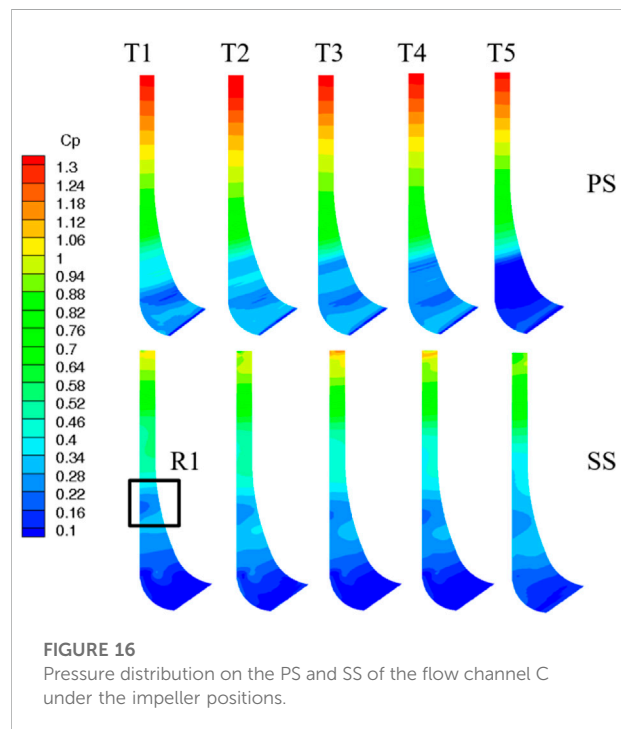 T1 T2 T3 T4 T5
Cp
1.3
1.24
1.18
1.12
1.06
1
0.94
0.88
0.82
0.76
0.7
0.64
0.58
0.52
0.46
0.4
0.34
0.28
0.22
0.16
0.1
PS
R1
SS
FIGURE 16
Pressure distribution on the PS and SS of the flow channel C
under the impeller positions.